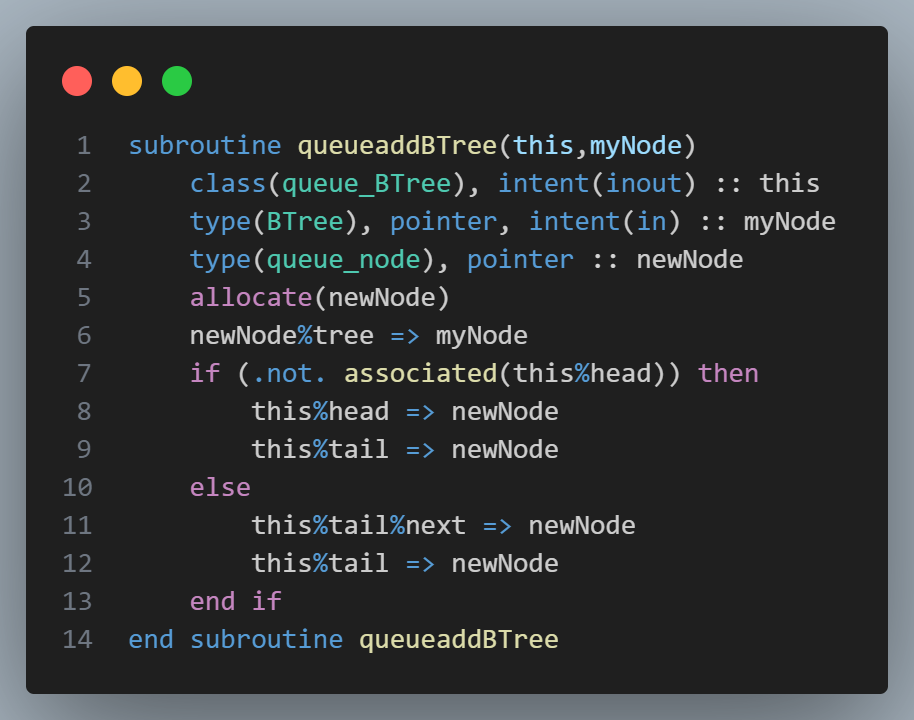 1 subroutine queueaddBTree(this,myNode)
2     class(queue_BTree), intent(inout) :: this
3     type(BTree), pointer, intent(in) :: myNode
4     type(queue_node), pointer :: newNode
5     allocate(newNode)
6     newNode%tree => myNode
7     if (.not. associated(this%head)) then
8         this%head => newNode
9         this%tail => newNode
10     else
11         this%tail%next => newNode
12         this%tail => newNode
13     end if
14 end subroutine queueaddBTree